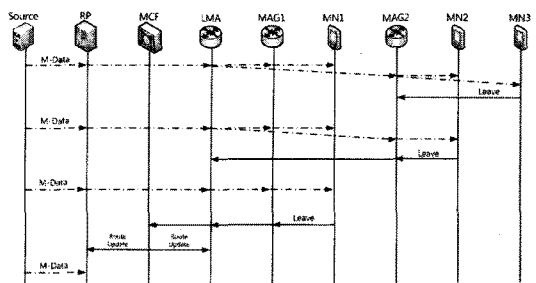 Source RP MCF LMA MAG1 MN1 MAG2 MN2 MN3
M-Data
Leave
M-Data
Leave
M-Data
Leave
Route Route
Update Update
M-Data